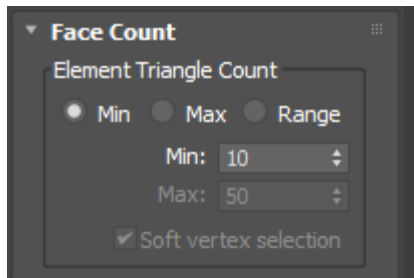 Face Count
Element Triangle Count
Min Max Range
Min: 10
Max: 50
Soft vertex selection